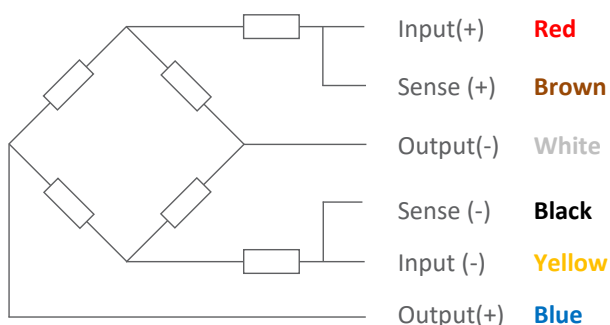 Input(+) Red
Sense (+) Brown
Output(-) White
Sense (-) Black
Input (-) Yellow
Output(+) Blue